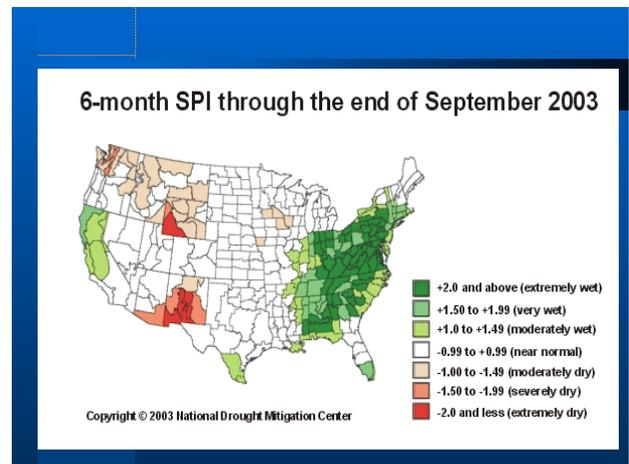 6-month SPI through the end of September 2003
+2.0 and above (extremely wet)
+1.50 to +1.99 (very wet)
+1.0 to +1.49 (moderately wet)
-0.99 to +0.99 (near normal)
-1.00 to -1.49 (moderately dry)
-1.50 to -1.99 (severely dry)
-2.0 and less (extremely dry)
Copyright © 2003 National Drought Mitigation Center